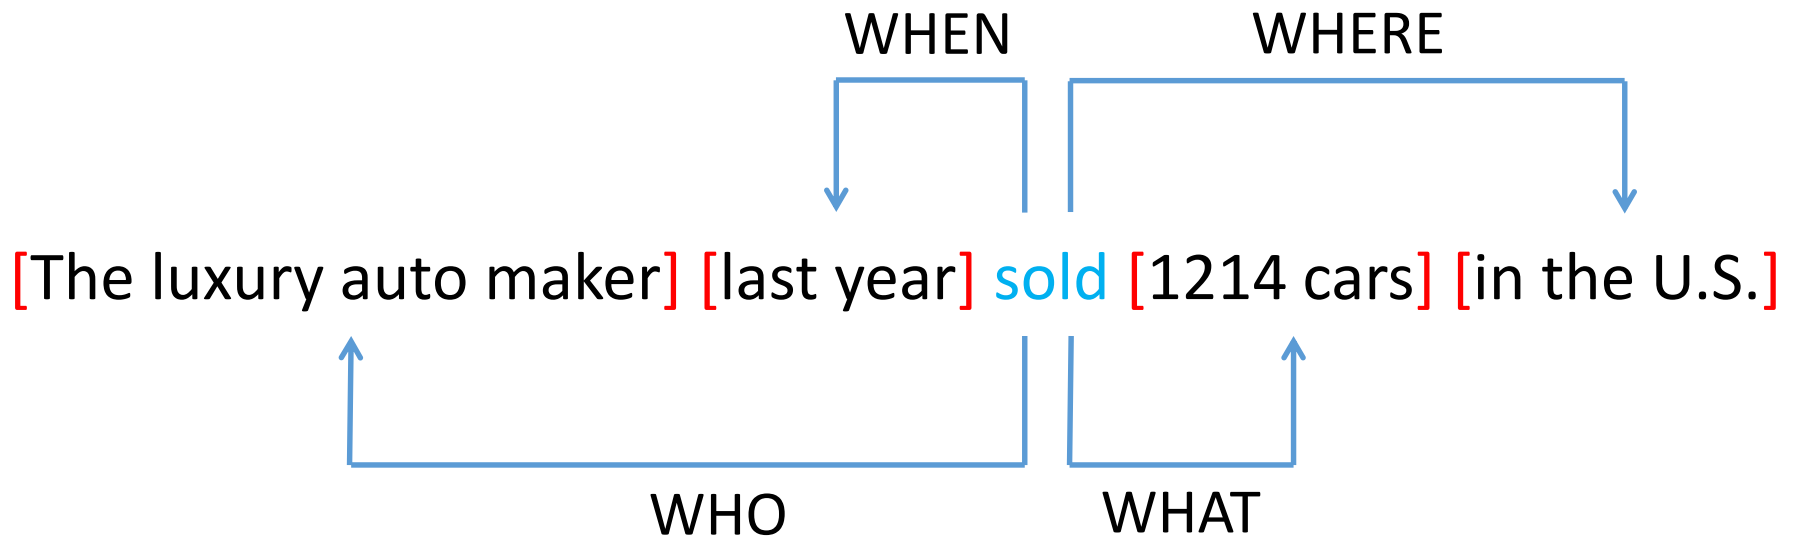 WHEN WHERE
[The luxury auto maker] [last year] sold [1214 cars] [in the U.S.]
WHO WHAT